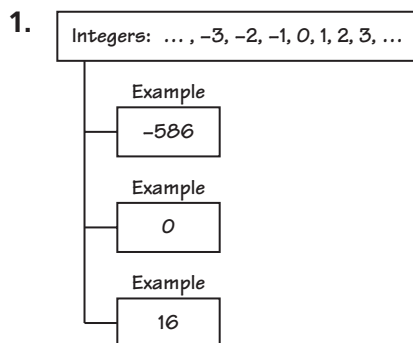 1.
Integers: ... , –3, –2, –1, 0, 1, 2, 3, ...
Example
–586
Example
0
Example
16